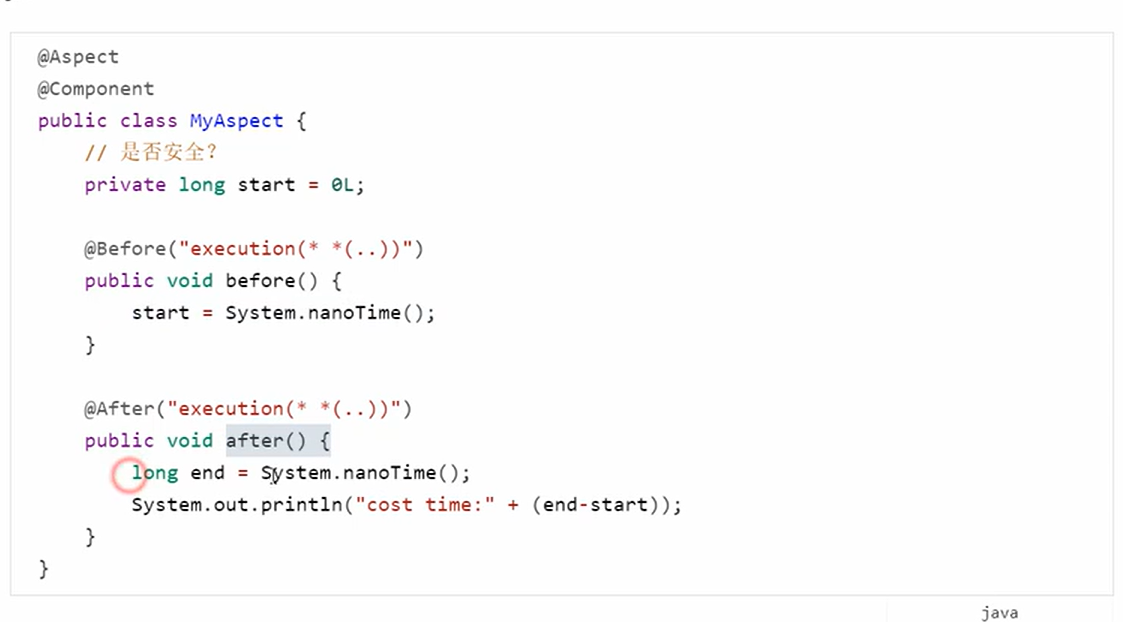 @Aspect
@Component
public class MyAspect {
// 是否安全?
private long start = 0L;
@Before("execution(* *(..))")
public void before() {
start = System.nanoTime();
}
@After("execution(* *(..))")
public void after() {
long end = System.nanoTime();
System.out.println("cost time:" + (end-start));
}
}
java